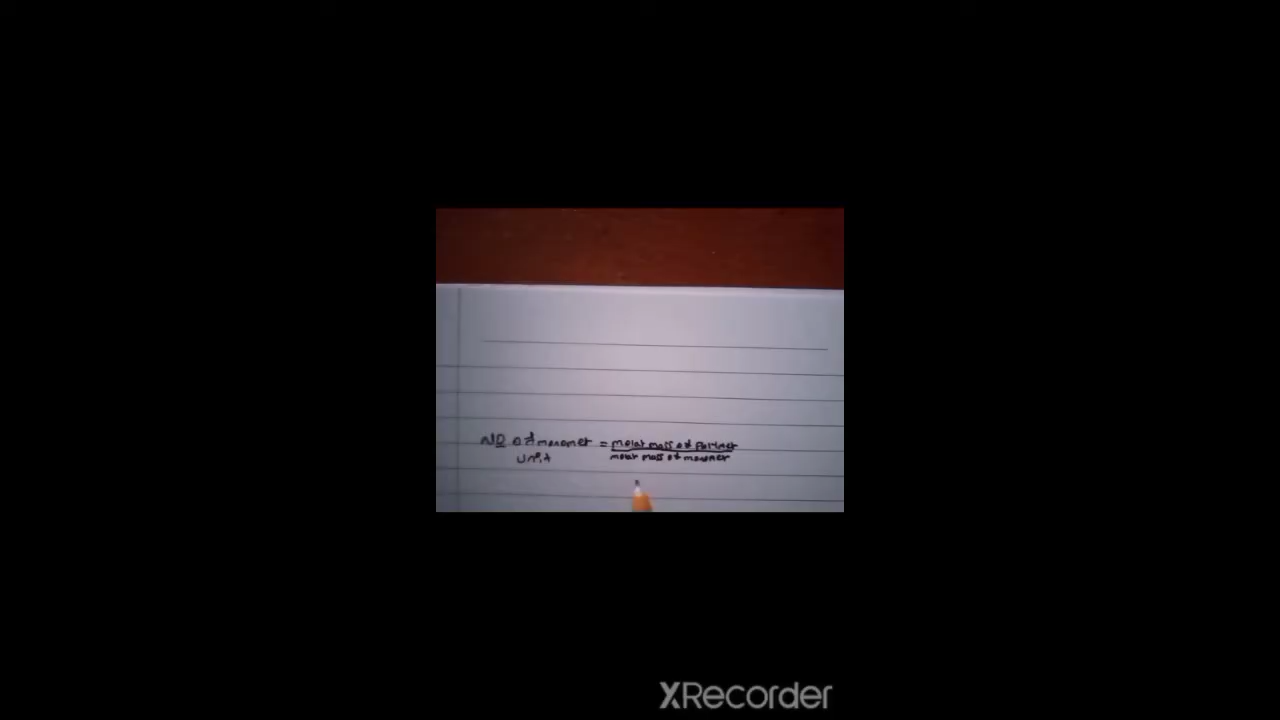 No of monomer = molar mass of polymer
unit molar mass of monomer
XRecorder